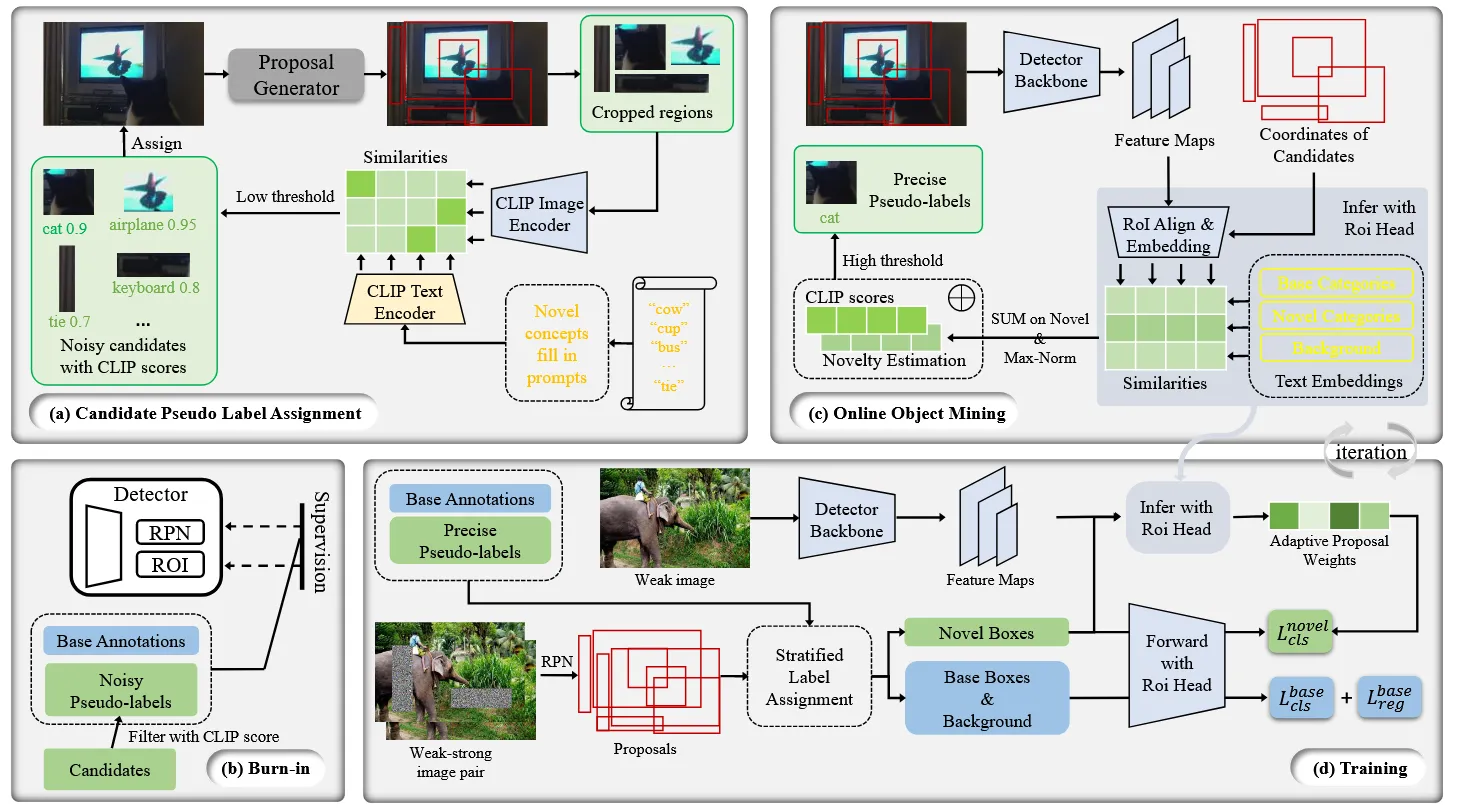 Proposal
Generator
Cropped regions
Assign
Similarities
Low threshold
CLIP Image
Encoder
cat 0.9
airplane 0.95
keyboard 0.8
tie 0.7
...
Noisy candidates
with CLIP scores
CLIP Text
Encoder
Novel
concepts
fill in
prompts
“cow”
“cup”
“bus”
...
“tie”
(a) Candidate Pseudo Label Assignment
Detector
Backbone
Feature Maps
Coordinates of
Candidates
cat
Precise
Pseudo-labels
High threshold
CLIP scores
Novelty Estimation
SUM on Novel
&
Max-Norm
RoI Align &
Embedding
Infer with
Roi Head
Similarities
Base Categories
Novel Categories
Background
Text Embeddings
(c) Online Object Mining
iteration
Detector
RPN
ROI
Supervision
Base Annotations
Noisy
Pseudo-labels
Filter with CLIP score
Candidates
(b) Burn-in
Base Annotations
Precise
Pseudo-labels
Weak image
Detector
Backbone
Feature Maps
Infer with
Roi Head
Adaptive Proposal
Weights
Weak-strong
image pair
RPN
Proposals
Stratified
Label
Assignment
Novel Boxes
Base Boxes
&
Background
Forward
with
Roi Head
L_{cls}^{novel}
L_{cls}^{base} + L_{reg}^{base}
(d) Training